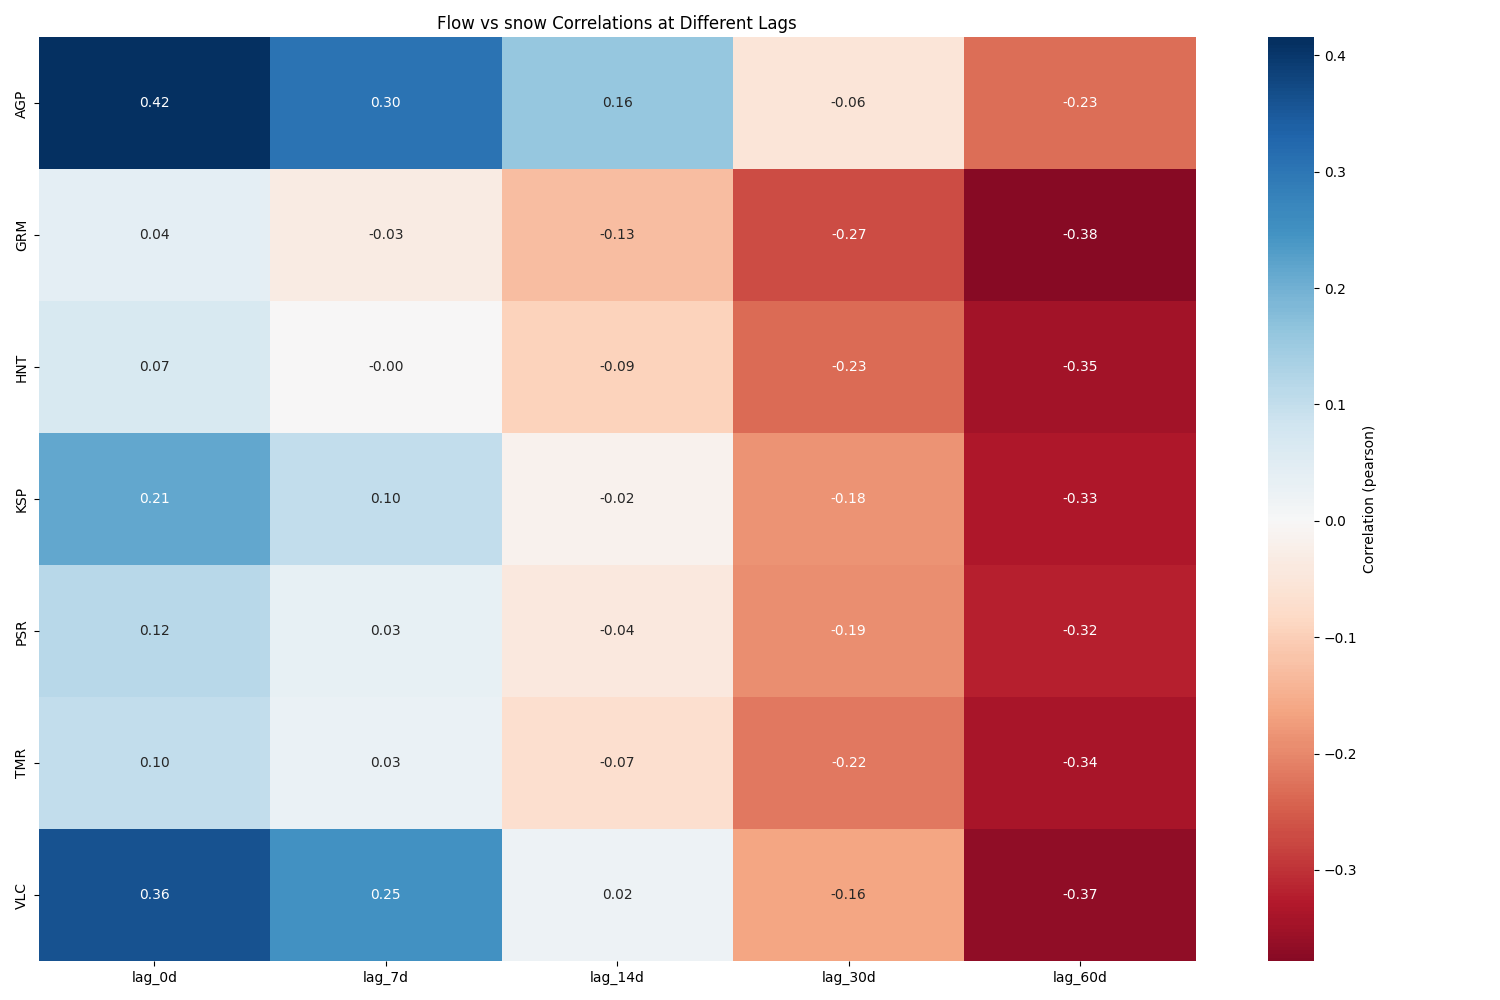 Flow vs snow Correlations at Different Lags
AGP 0.42 0.30 0.16 -0.06 -0.23
GRM 0.04 -0.03 -0.13 -0.27 -0.38
HNT 0.07 -0.00 -0.09 -0.23 -0.35
KSP 0.21 0.10 -0.02 -0.18 -0.33
PSR 0.12 0.03 -0.04 -0.19 -0.32
TMR 0.10 0.03 -0.07 -0.22 -0.34
VLC 0.36 0.25 0.02 -0.16 -0.37
lag_0d lag_7d lag_14d lag_30d lag_60d
0.4
0.3
0.2
0.1
0.0
−0.1
−0.2
−0.3
Correlation (pearson)